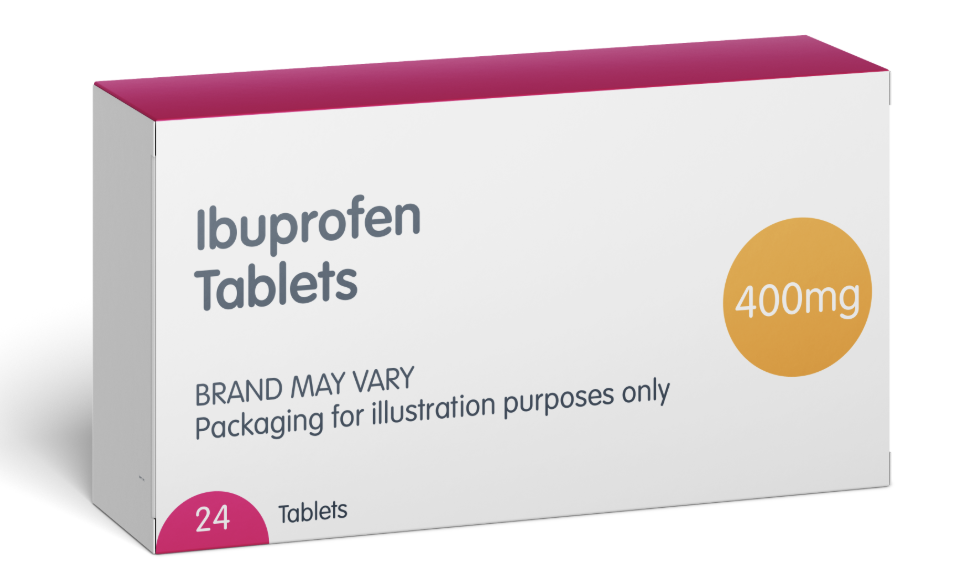 Ibuprofen
Tablets
400mg
BRAND MAY VARY
Packaging for illustration purposes only
24 Tablets